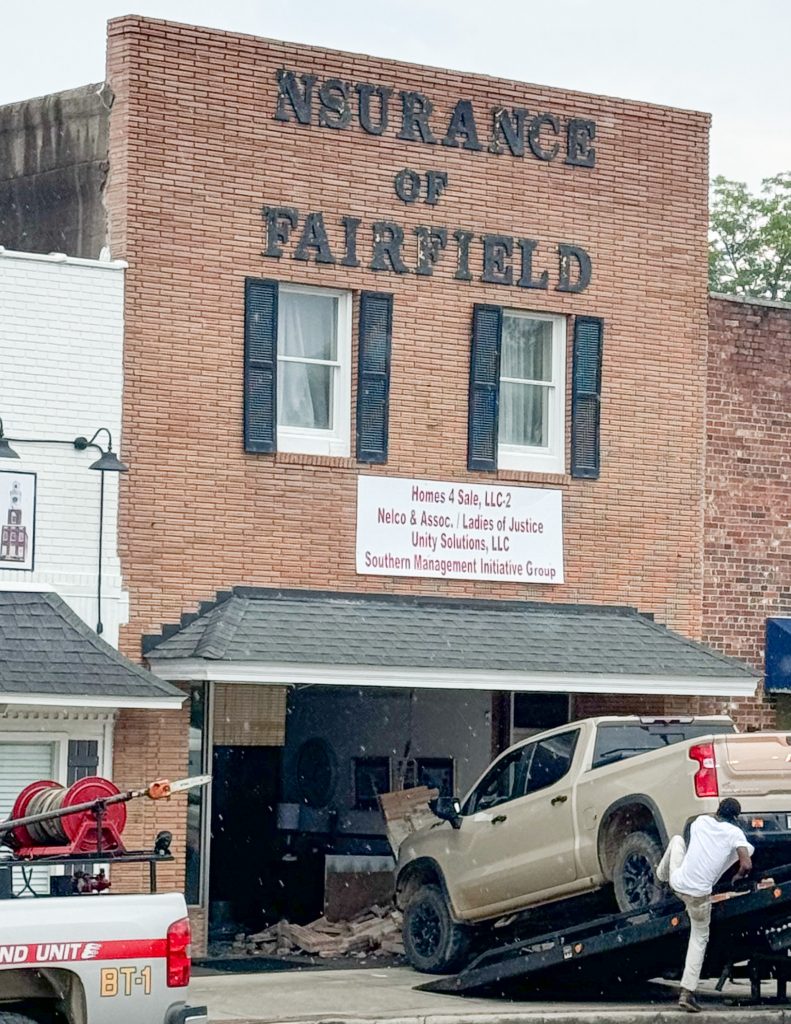 NSURANCE
OF
FAIRFIELD
Homes 4 Sale, LLC-2
Nelco & Assoc. / Ladies of Justice
Unity Solutions, LLC
Southern Management Initiative Group
ND UNIT
BT-1